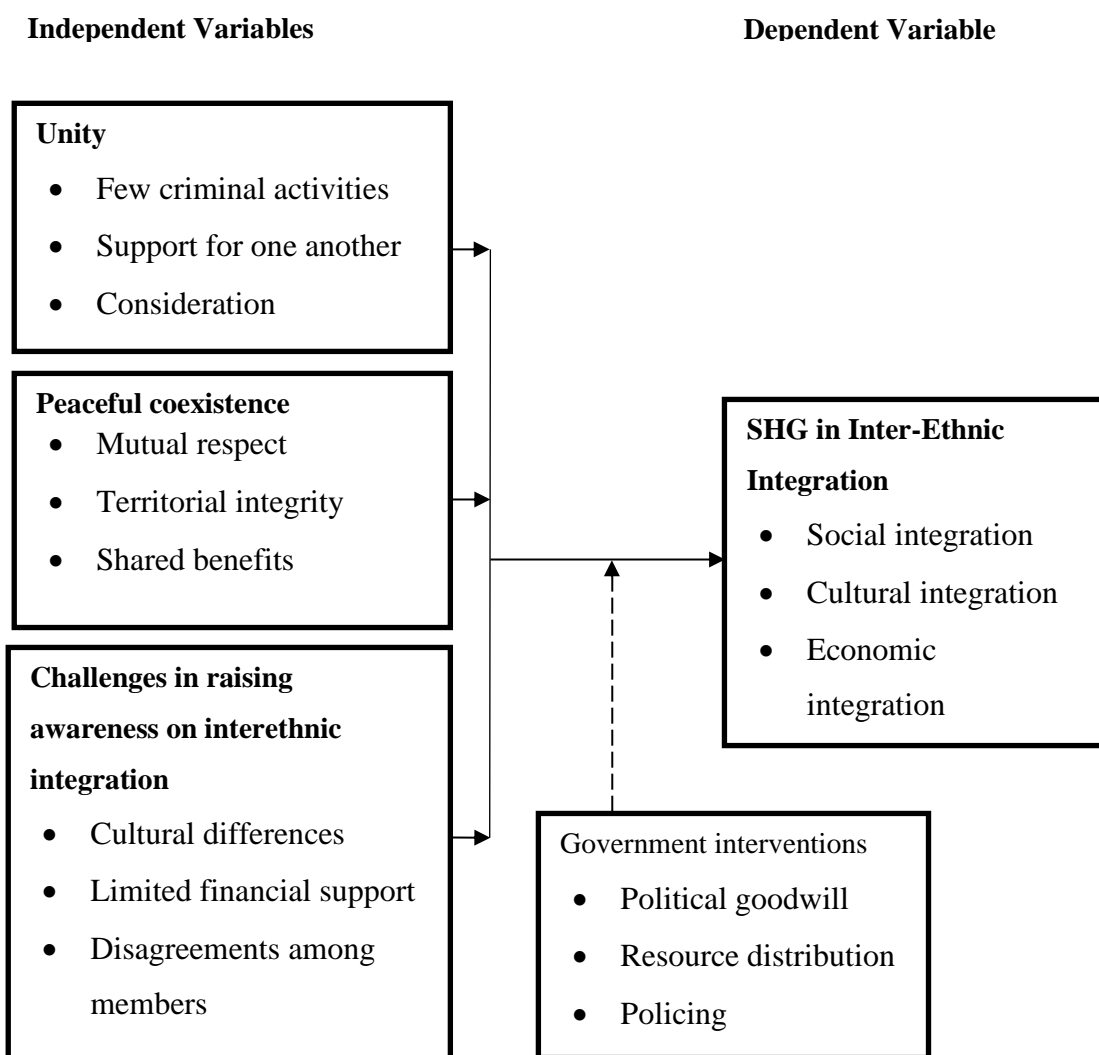 Independent Variables
Dependent Variable
Unity
• Few criminal activities
• Support for one another
• Consideration
Peaceful coexistence
• Mutual respect
• Territorial integrity
• Shared benefits
Challenges in raising
awareness on interethnic
integration
• Cultural differences
• Limited financial support
• Disagreements among
members
SHG in Inter-Ethnic
Integration
• Social integration
• Cultural integration
• Economic
integration
Government interventions
• Political goodwill
• Resource distribution
• Policing